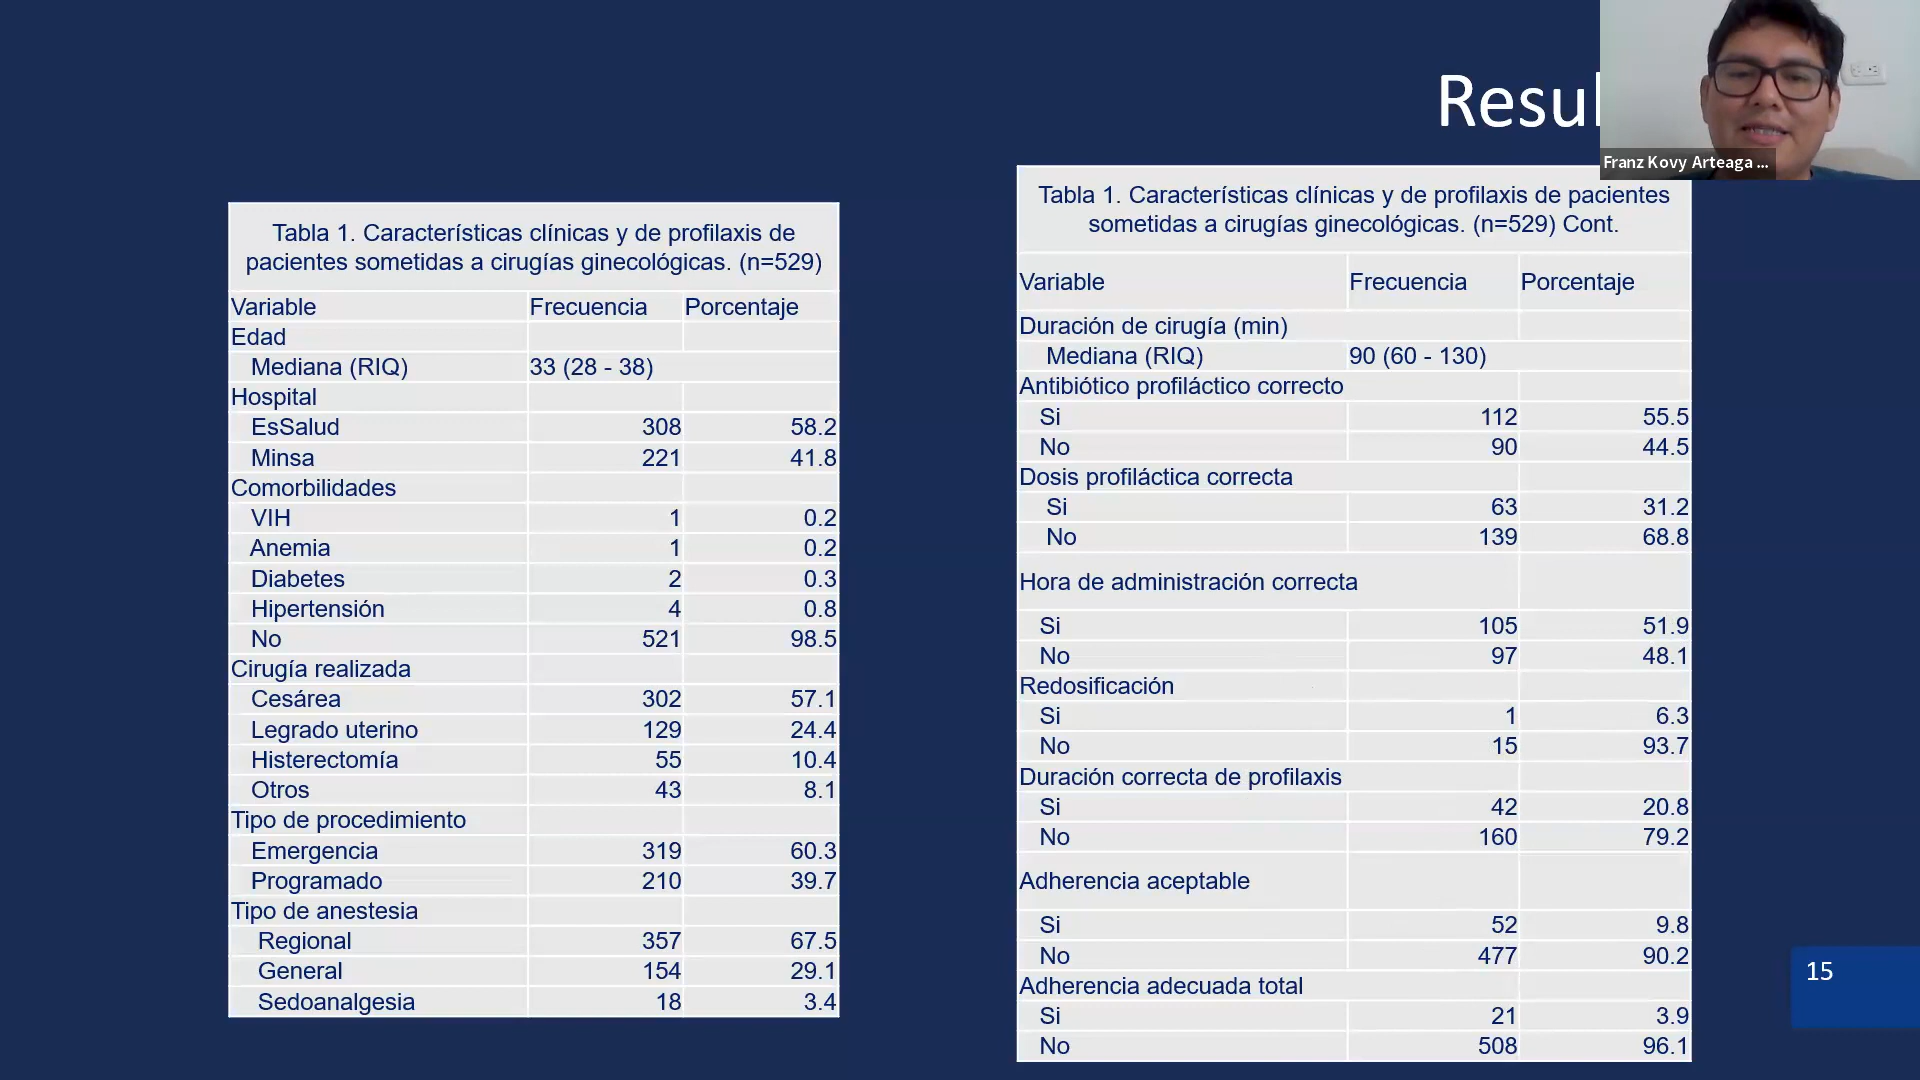 Resul
Franz Kovy Arteaga ...
Tabla 1. Características clínicas y de profilaxis de
pacientes sometidas a cirugías ginecológicas. (n=529)
Variable Frecuencia Porcentaje
Edad
Mediana (RIQ) 33 (28 - 38)
Hospital
EsSalud 308 58.2
Minsa 221 41.8
Comorbilidades
VIH 1 0.2
Anemia 1 0.2
Diabetes 2 0.3
Hipertensión 4 0.8
No 521 98.5
Cirugía realizada
Cesárea 302 57.1
Legrado uterino 129 24.4
Histerectomía 55 10.4
Otros 43 8.1
Tipo de procedimiento
Emergencia 319 60.3
Programado 210 39.7
Tipo de anestesia
Regional 357 67.5
General 154 29.1
Sedoanalgesia 18 3.4
Tabla 1. Características clínicas y de profilaxis de pacientes
sometidas a cirugías ginecológicas. (n=529) Cont.
Variable Frecuencia Porcentaje
Duración de cirugía (min)
Mediana (RIQ) 90 (60 - 130)
Antibiótico profiláctico correcto
Si 112 55.5
No 90 44.5
Dosis profiláctica correcta
Si 63 31.2
No 139 68.8
Hora de administración correcta
Si 105 51.9
No 97 48.1
Redosificación
Si 1 6.3
No 15 93.7
Duración correcta de profilaxis
Si 42 20.8
No 160 79.2
Adherencia aceptable
Si 52 9.8
No 477 90.2
Adherencia adecuada total
Si 21 3.9
No 508 96.1
15